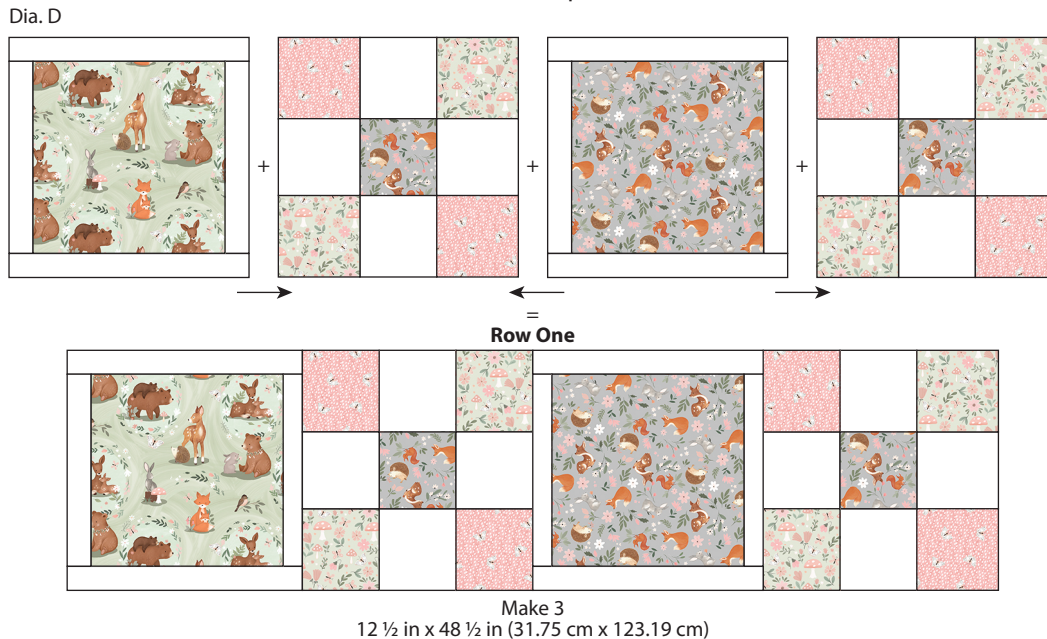 Dia. D
+
+
+
=
Row One
Make 3
12 ½ in x 48 ½ in (31.75 cm x 123.19 cm)